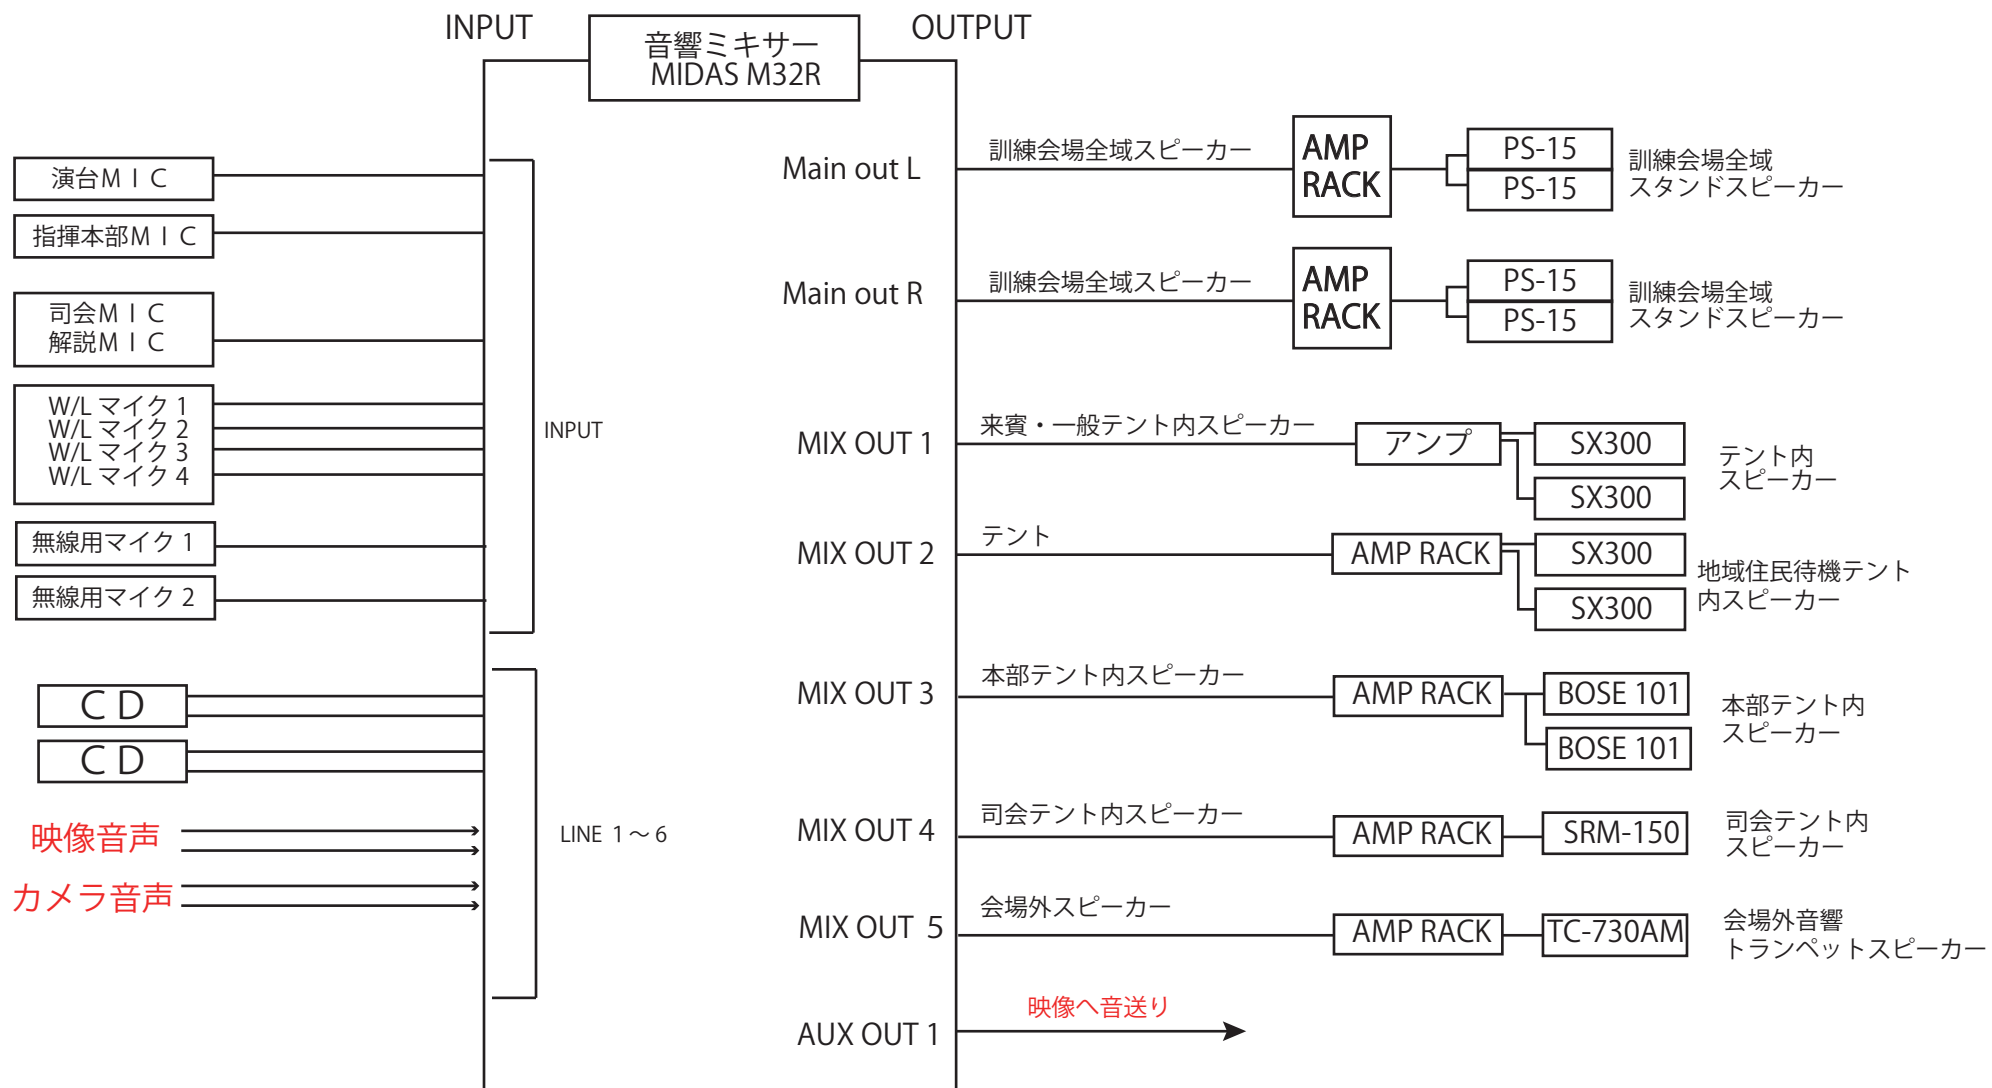 INPUT
音響ミキサー
MIDAS M32R
OUTPUT
演台ＭＩＣ
指揮本部ＭＩＣ
司会ＭＩＣ
解説ＭＩＣ
W/L マイク 1
W/L マイク 2
W/L マイク 3
W/L マイク 4
無線用マイク 1
無線用マイク 2
INPUT
ＣＤ
ＣＤ
映像音声
カメラ音声
LINE 1～6
Main out L
訓練会場全域スピーカー
AMP
RACK
PS-15
PS-15
訓練会場全域
スタンドスピーカー
Main out R
訓練会場全域スピーカー
AMP
RACK
PS-15
PS-15
訓練会場全域
スタンドスピーカー
MIX OUT 1
来賓・一般テント内スピーカー
アンプ
SX300
SX300
テント内
スピーカー
MIX OUT 2
テント
AMP RACK
SX300
SX300
地域住民待機テント
内スピーカー
MIX OUT 3
本部テント内スピーカー
AMP RACK
BOSE 101
BOSE 101
本部テント内
スピーカー
MIX OUT 4
司会テント内スピーカー
AMP RACK
SRM-150
司会テント内
スピーカー
MIX OUT 5
会場外スピーカー
AMP RACK
TC-730AM
会場外音響
トランペットスピーカー
AUX OUT 1
映像へ音送り